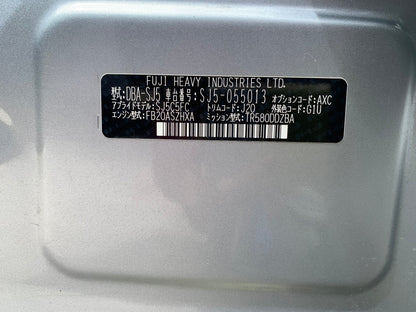 FUJI HEAVY INDUSTRIES LTD.
型式:DBA-SJ5 車台番号:SJ5-055013 オプションコード:AXC
アプライドモデル:SJ5C5FC トリムコード:J20 外装色コード:G1U
エンジン型式:FB20ASZHXA ミッション型式:TR580DDZBA